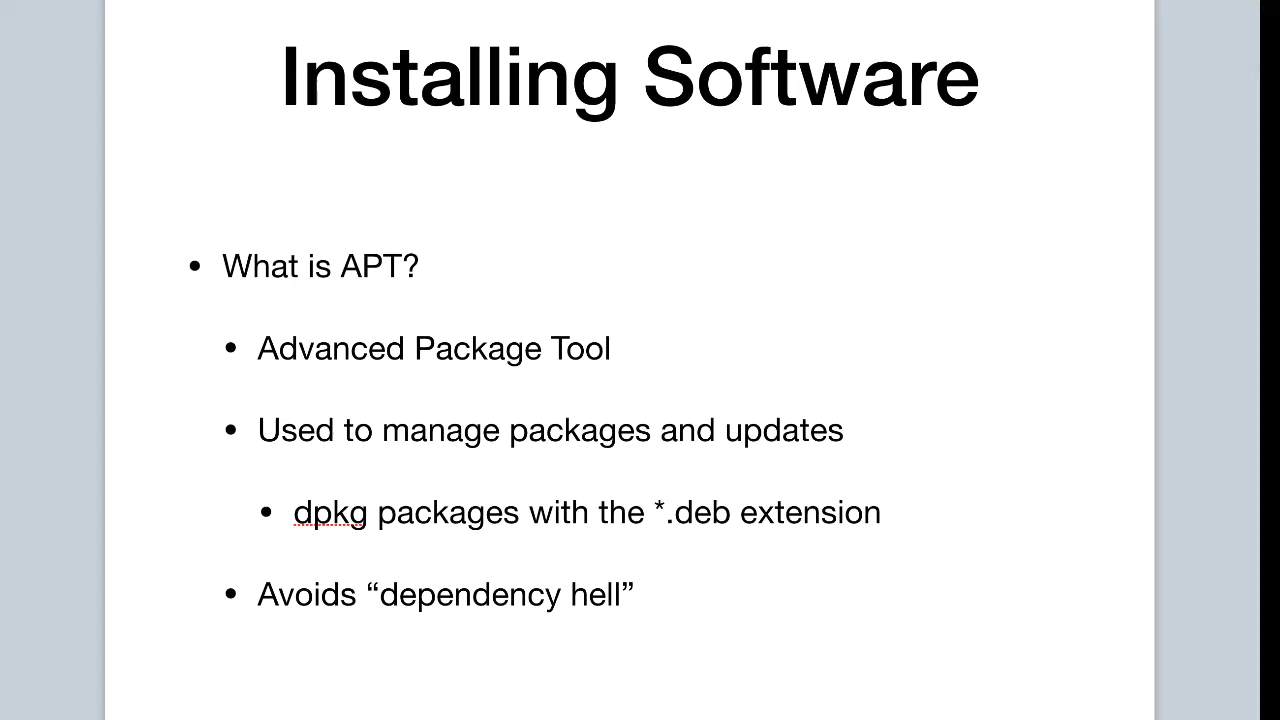 Installing Software
• What is APT?
• Advanced Package Tool
• Used to manage packages and updates
• dpkg packages with the *.deb extension
• Avoids “dependency hell”